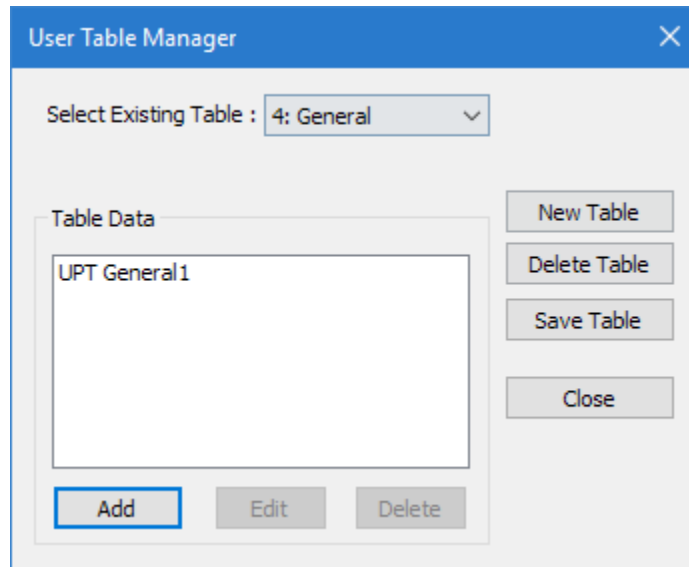 User Table Manager
Select Existing Table : 4: General
Table Data
UPT General1
New Table
Delete Table
Save Table
Close
Add Edit Delete